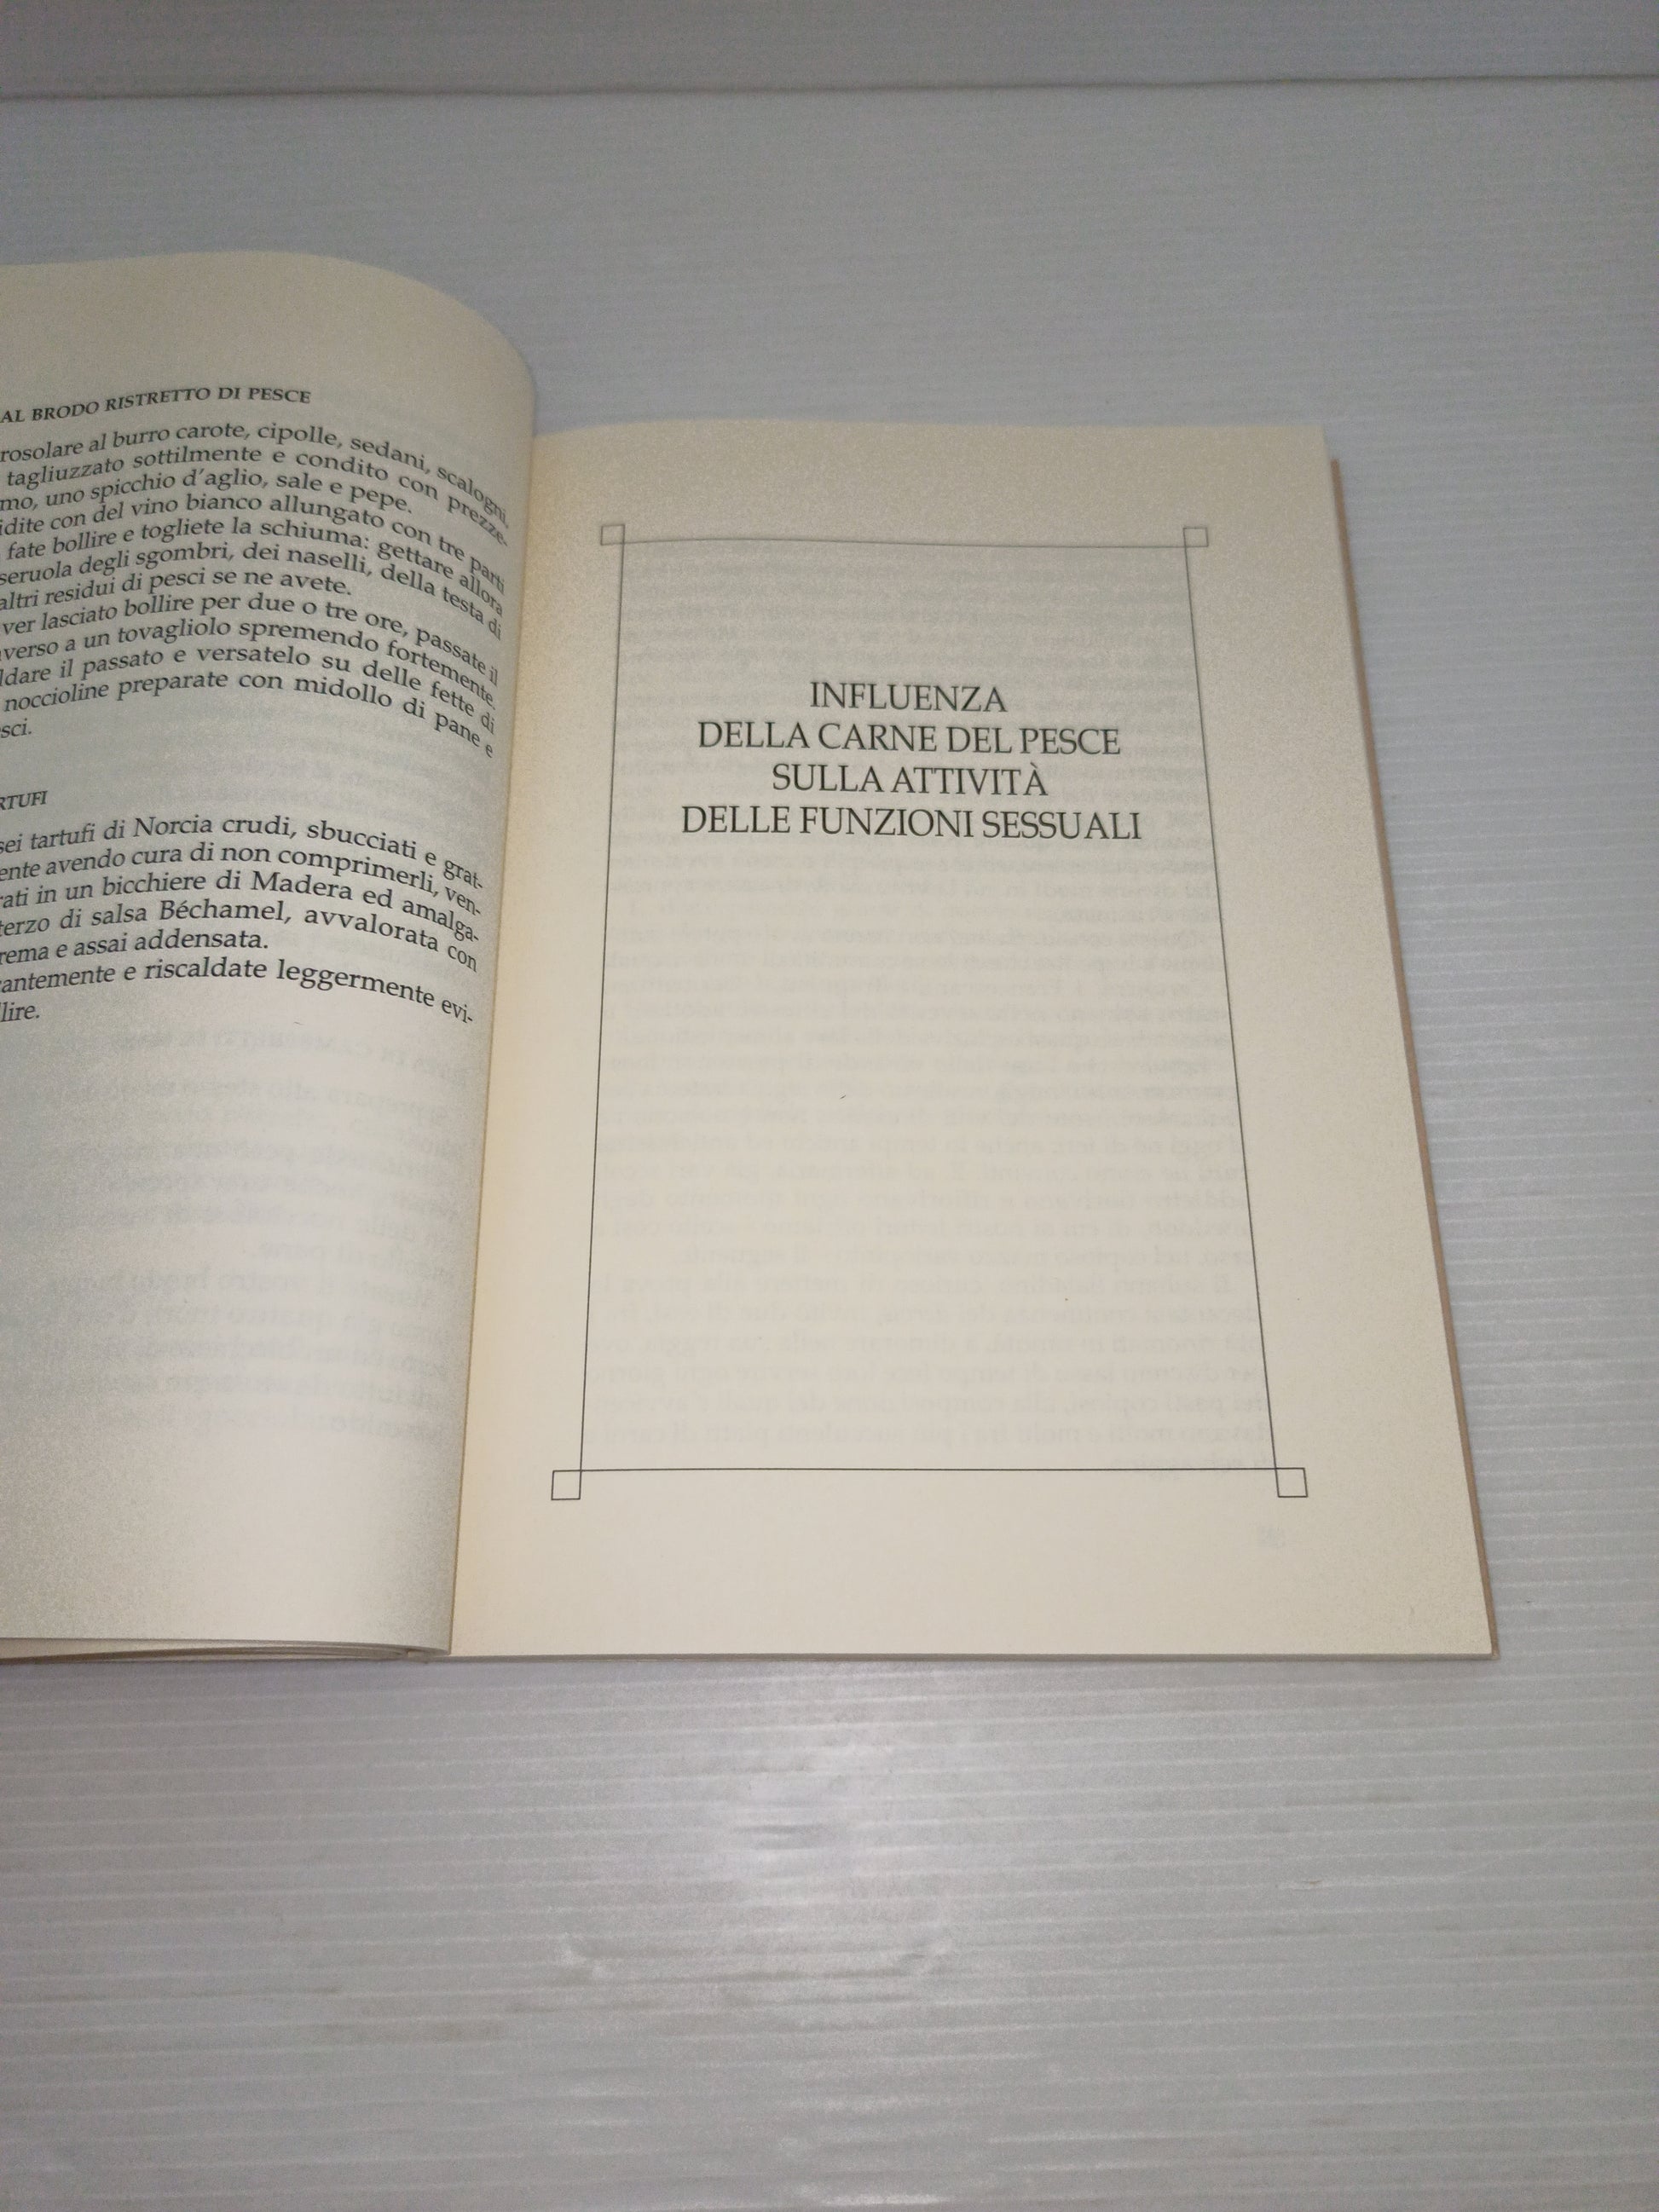 AL BRODO RISTRETTO DI PESCE
rosolare al burro carote, cipolle, sedani, scalogni,
tagliuzzato sottilmente e condito con prezze-
mo, uno spicchio d'aglio, sale e pepe.
idite con del vino bianco allungato con tre parti
fate bollire e togliete la schiuma: gettare allora
seruola degli sgombri, dei naselli, della testa di
altri residui di pesci se ne avete.
ver lasciato bollire per due o tre ore, passate il
verso a un tovagliolo spremendo fortemente.
ldare il passato e versatelo su delle fette di
noccioline preparate con midollo di pane e
sci.
RTUFI
sei tartufi di Norcia crudi, sbucciati e grat-
ente avendo cura di non comprimerli, ven-
rati in un bicchiere di Madera ed amalga-
terzo di salsa Béchamel, avvalorata con
rema e assai addensata.
antemente e riscaldate leggermente evi-
lire.
INFLUENZA
DELLA CARNE DEL PESCE
SULLA ATTIVITÀ
DELLE FUNZIONI SESSUALI